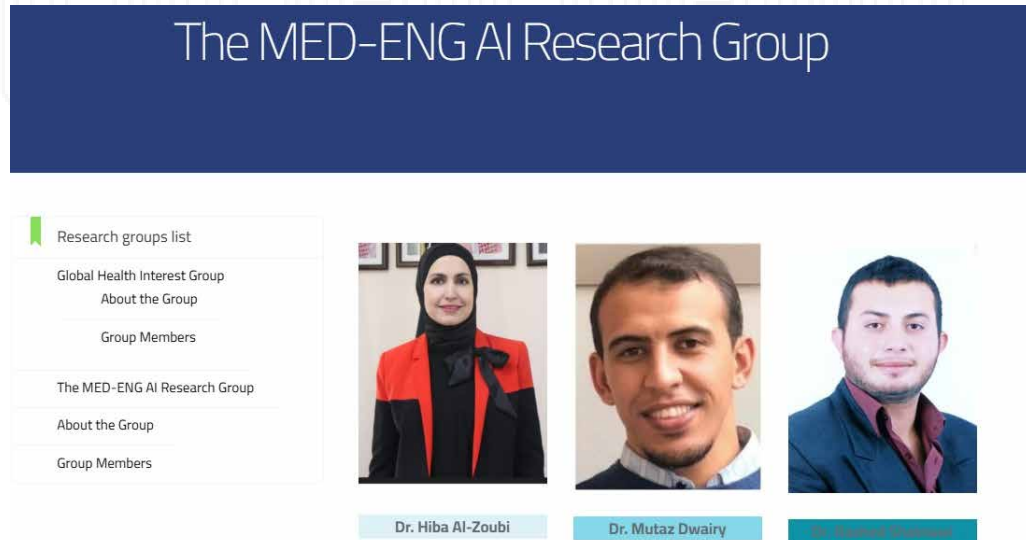 The MED-ENG AI Research Group
Research groups list
Global Health Interest Group
About the Group
Group Members
The MED-ENG AI Research Group
About the Group
Group Members
Dr. Hiba Al-Zoubi
Dr. Mutaz Dwairy
Dr.